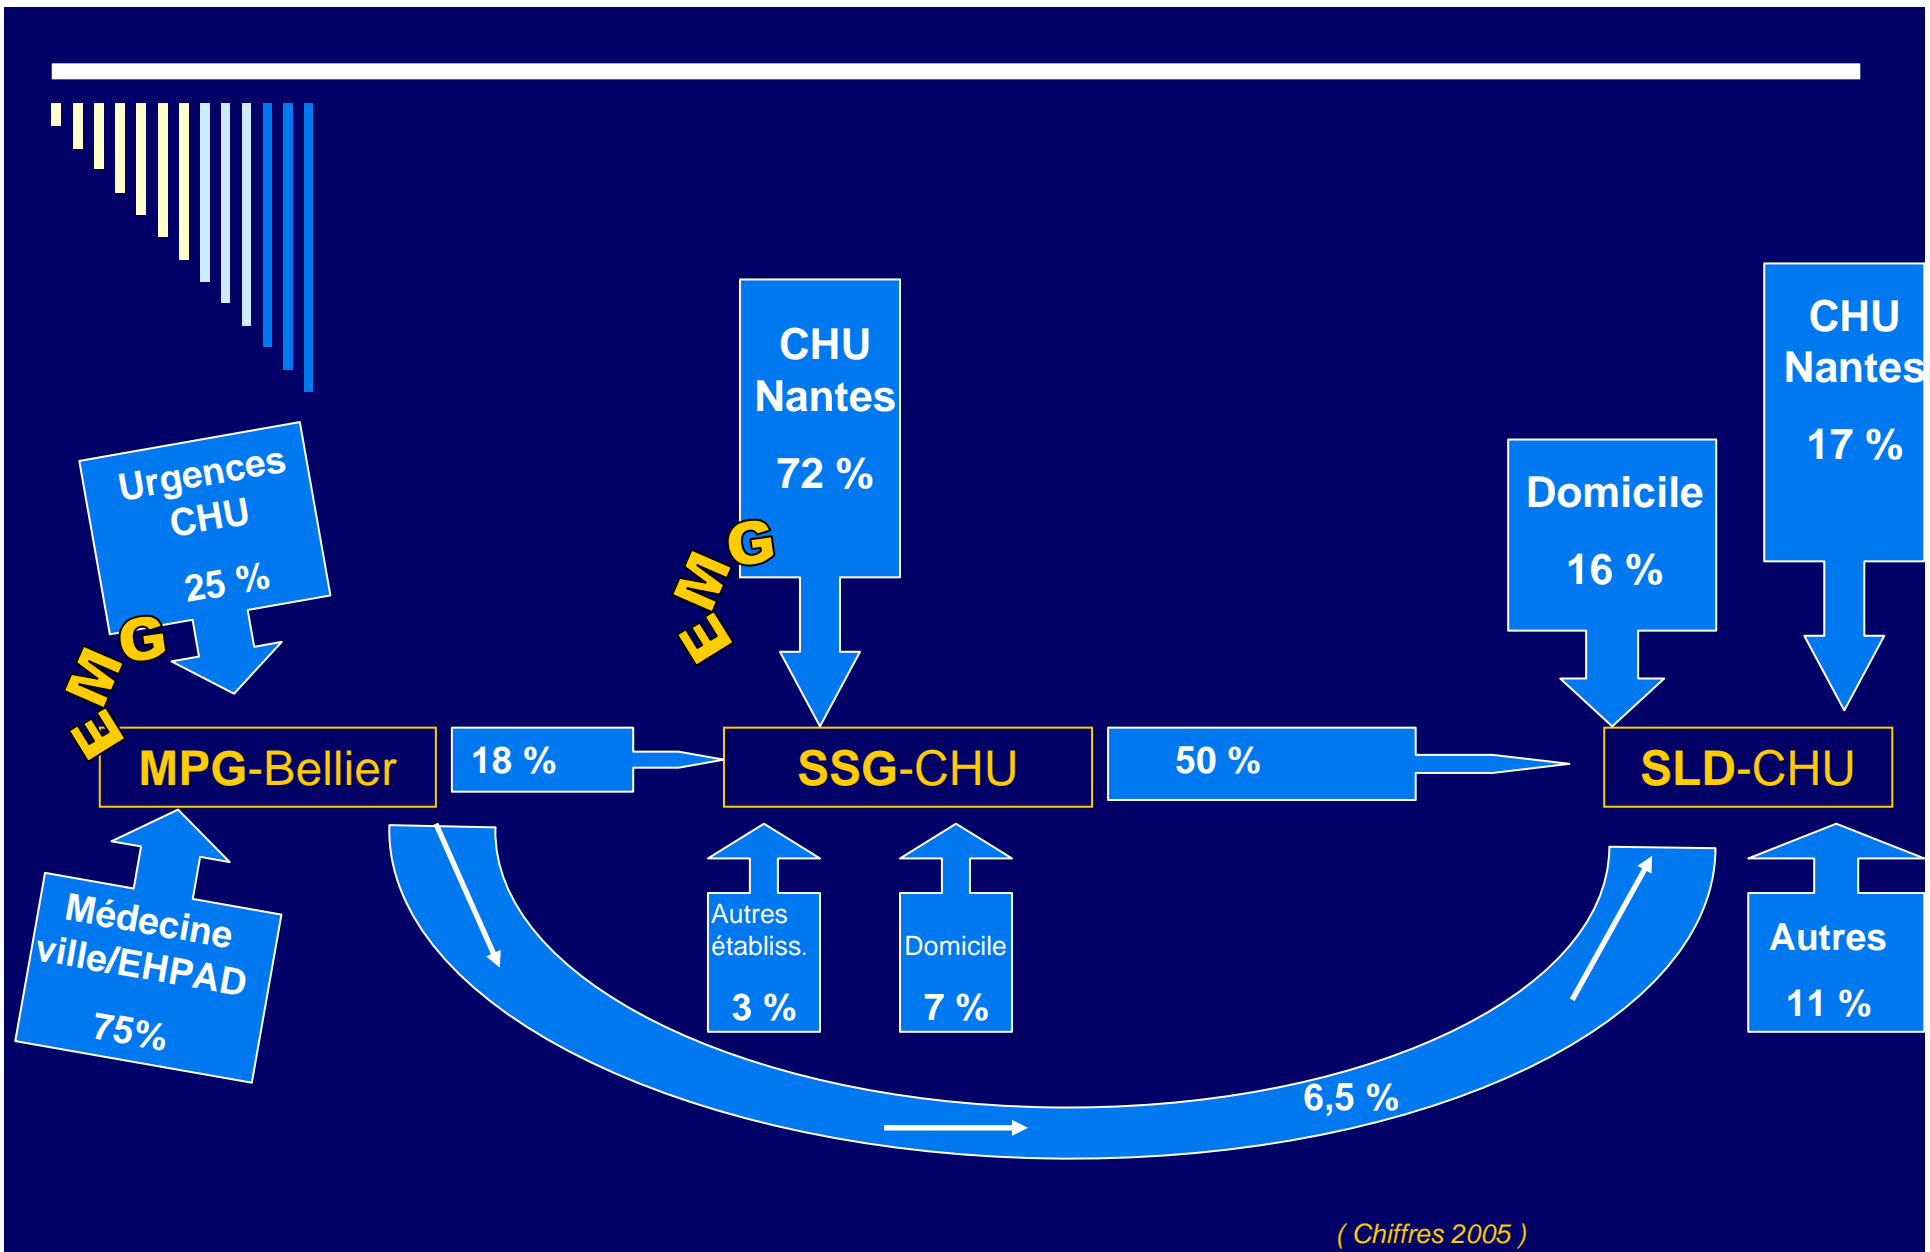 CHU
Nantes
72 %
CHU
Nantes
17 %
Urgences
CHU
25 %
EMG
EMG
Domicile
16 %
MPG-Bellier
18 %
SSG-CHU
50 %
SLD-CHU
Médecine
ville/EHPAD
75%
Autres
établiss.
3 %
Domicile
7 %
Autres
11 %
6,5 %
( Chiffres 2005 )